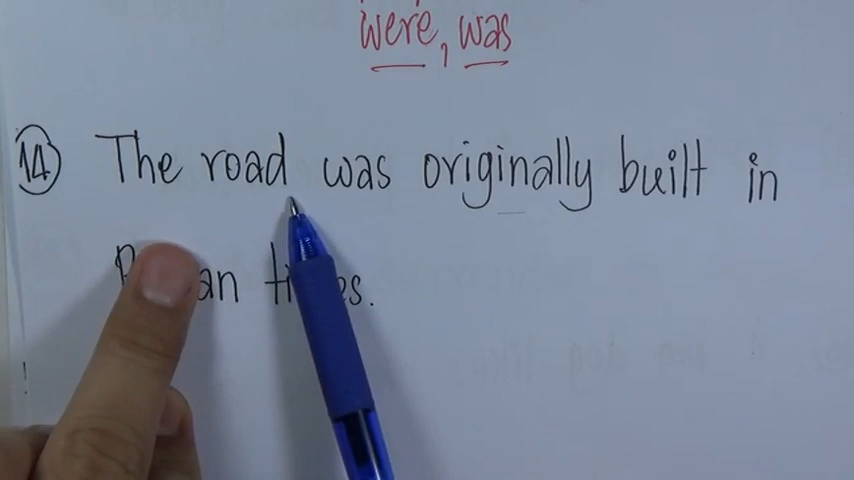 were, was
14 The road was originally built in